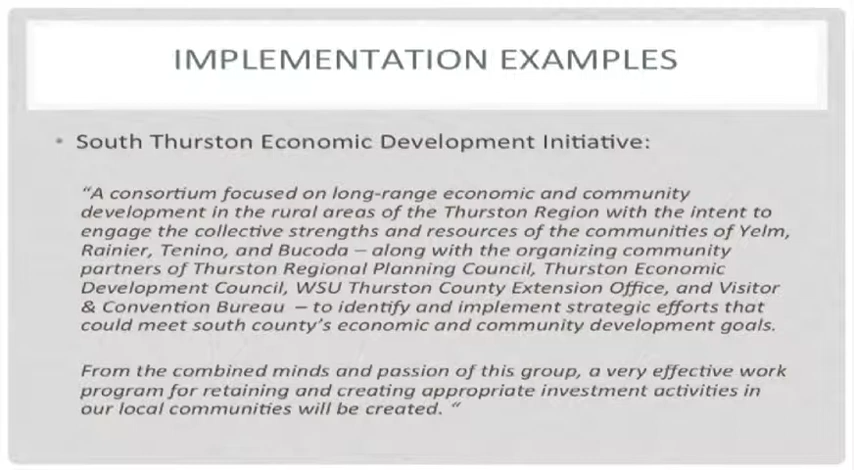 IMPLEMENTATION EXAMPLES
• South Thurston Economic Development Initiative:
“A consortium focused on long-range economic and community
development in the rural areas of the Thurston Region with the intent to
engage the collective strengths and resources of the communities of Yelm,
Rainier, Tenino, and Bucoda – along with the organizing community
partners of Thurston Regional Planning Council, Thurston Economic
Development Council, WSU Thurston County Extension Office, and Visitor
& Convention Bureau – to identify and implement strategic efforts that
could meet south county’s economic and community development goals.
From the combined minds and passion of this group, a very effective work
program for retaining and creating appropriate investment activities in
our local communities will be created. “